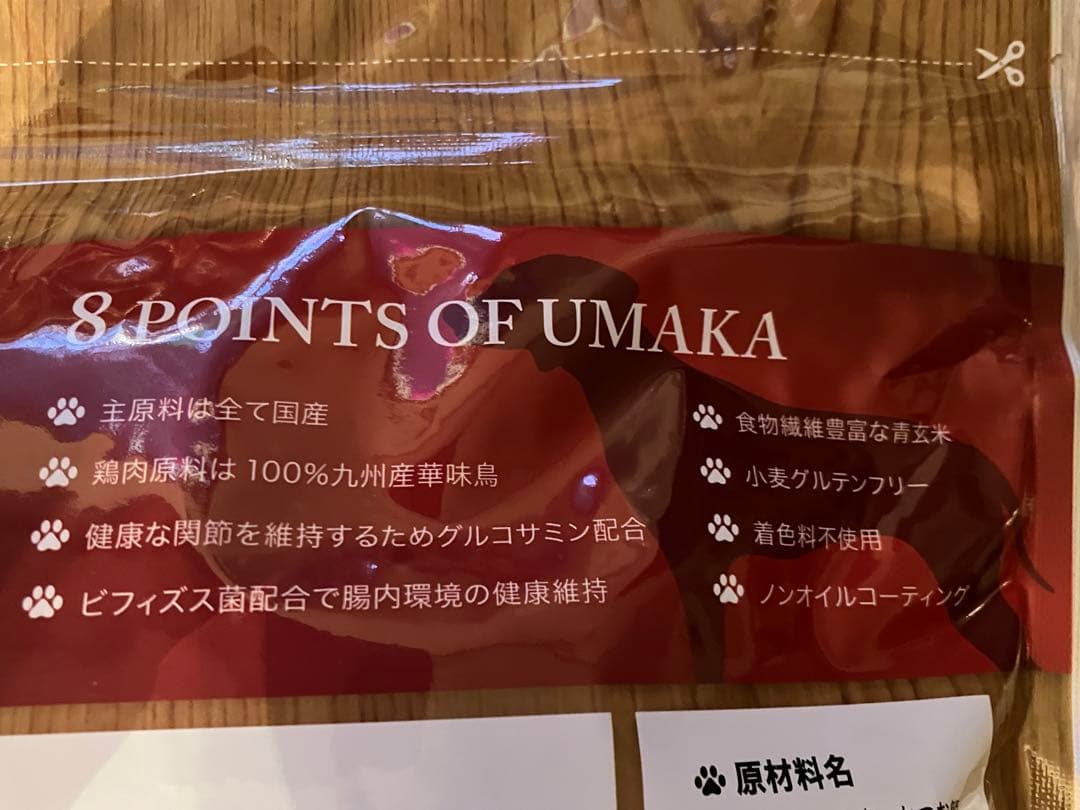 8 POINTS OF UMAKA
主原料は全て国産
鶏肉原料は100%九州産華味鳥
健康な関節を維持するためグルコサミン配合
ビフィズス菌配合で腸内環境の健康維持
食物繊維豊富な青玄米
小麦グルテンフリー
着色料不使用
ノンオイルコーティング
原材料名